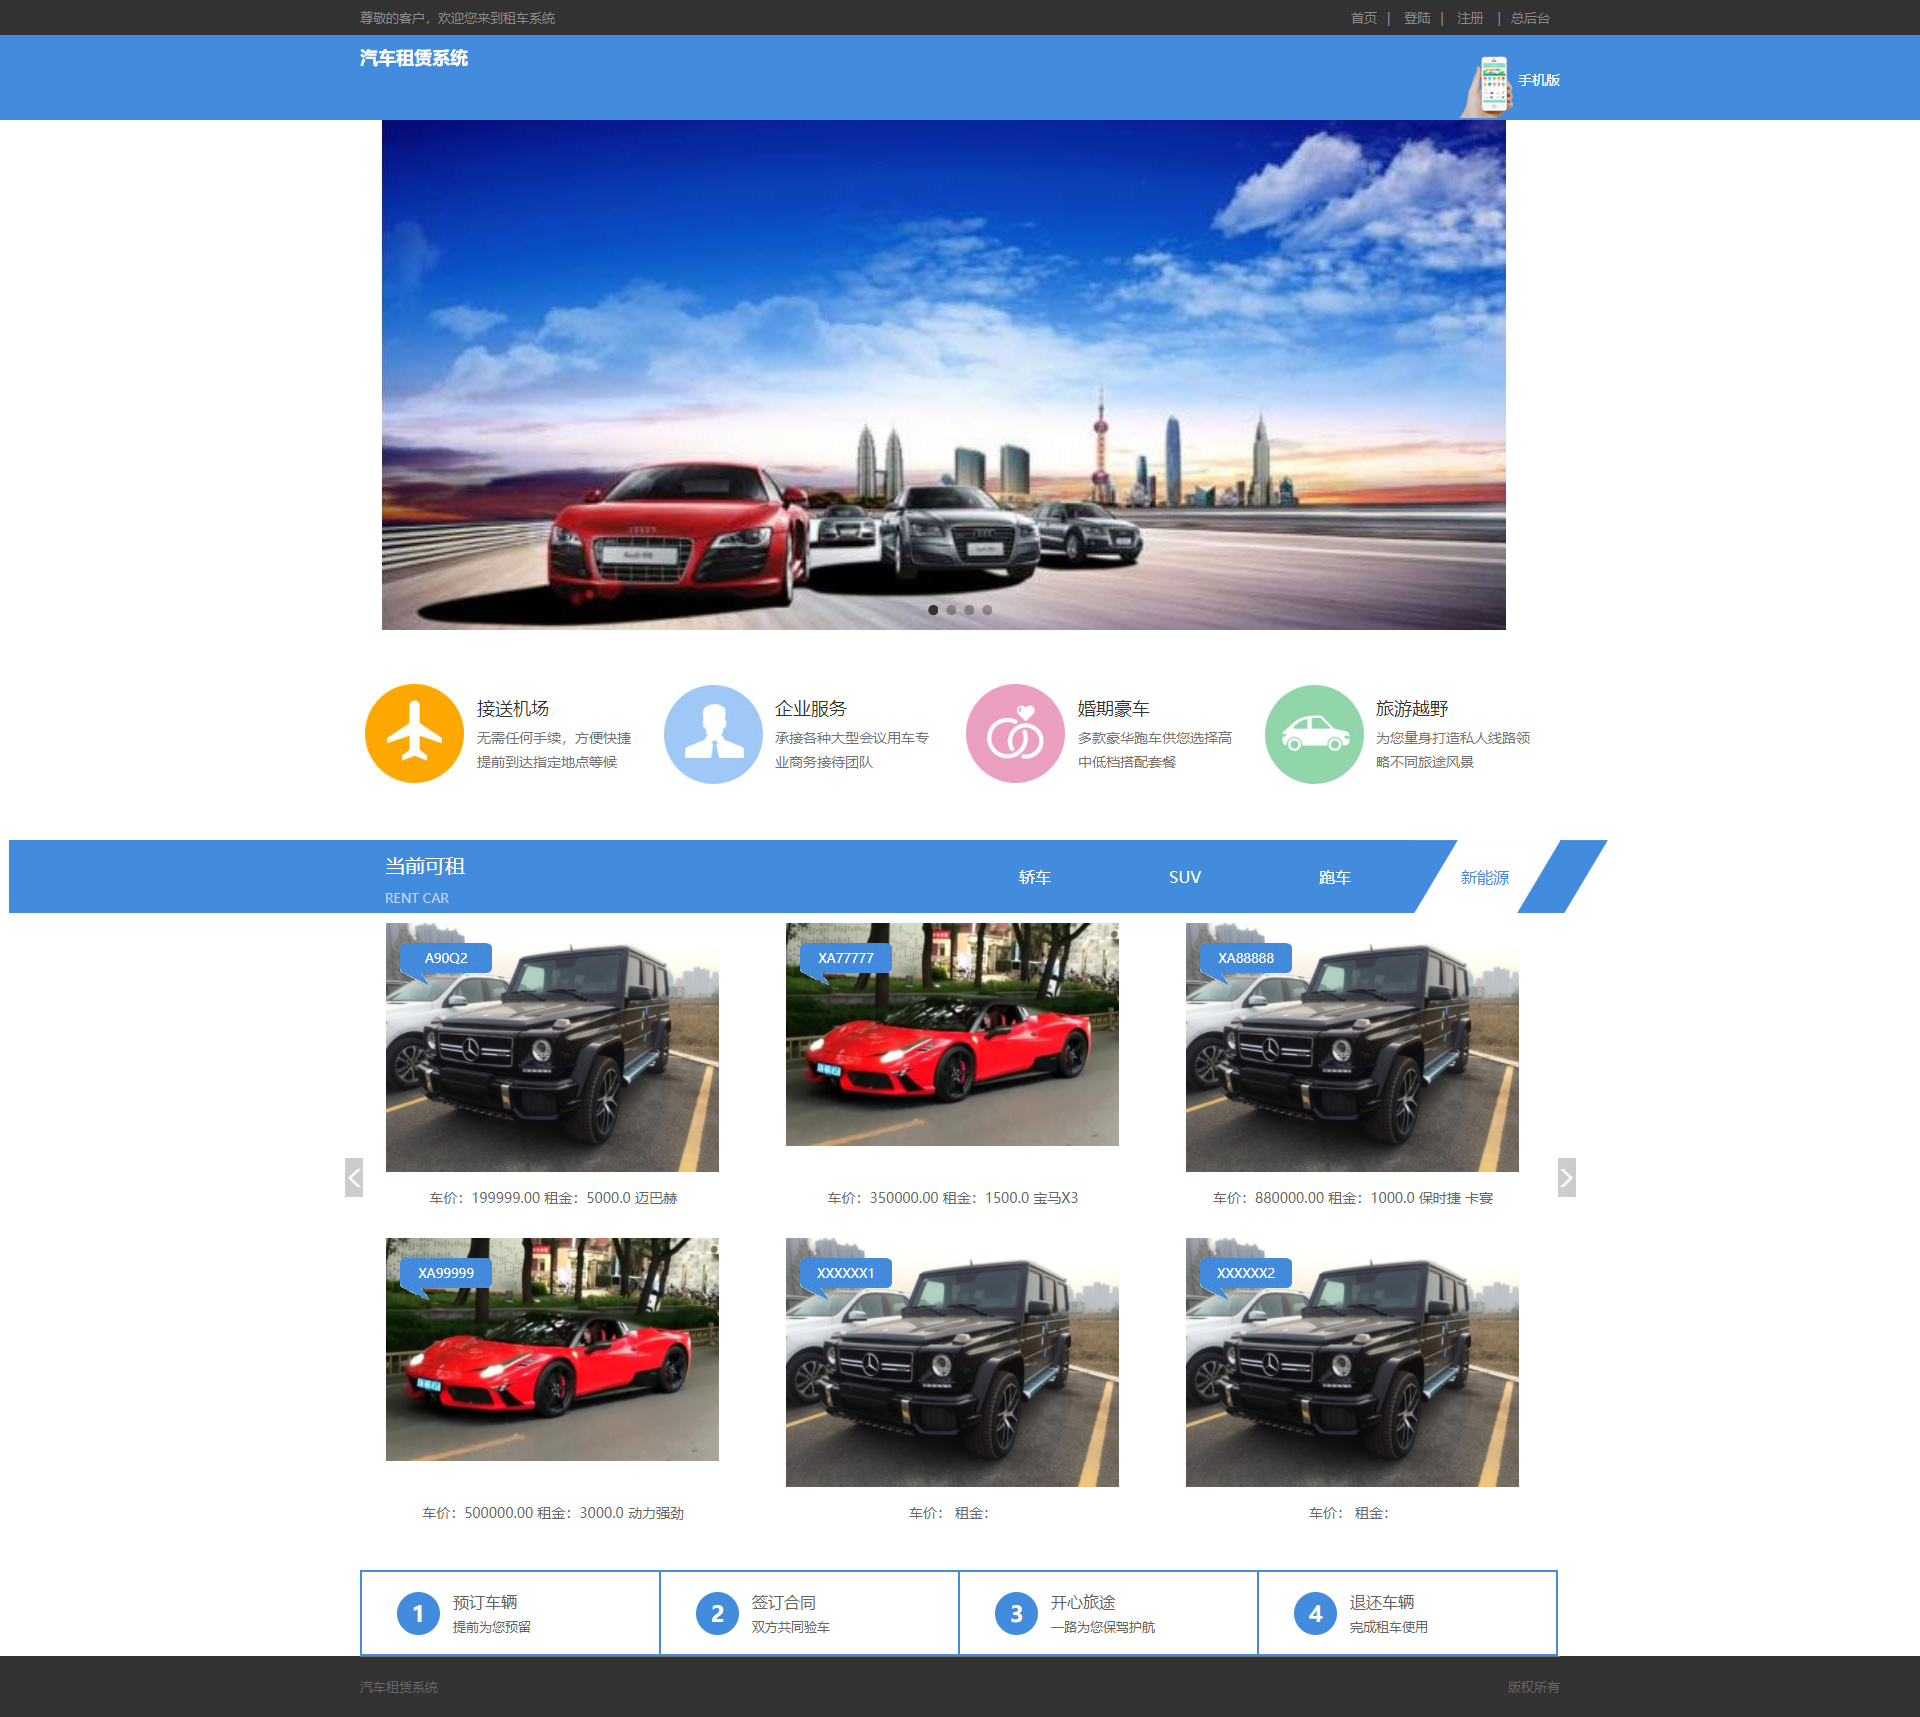 尊敬的客户，欢迎您来到租车系统
首页 | 登陆 | 注册 | 总后台
汽车租赁系统
手机版
接送机场
无需任何手续，方便快捷
提前到达指定地点等候
企业服务
承接各种大型会议用车专
业商务接待团队
婚期豪车
多款豪华跑车供您选择高
中低档搭配套餐
旅游越野
为您量身打造私人线路领
略不同旅途风景
当前可租
RENT CAR
轿车
SUV
跑车
新能源
A90Q2
XA77777
XA88888
车价：199999.00 租金：5000.0 迈巴赫
车价：350000.00 租金：1500.0 宝马X3
车价：880000.00 租金：1000.0 保时捷 卡宴
XA99999
XXXXXX1
XXXXXX2
车价：500000.00 租金：3000.0 动力强劲
车价： 租金：
车价： 租金：
1
预订车辆
提前为您预留
2
签订合同
双方共同验车
3
开心旅途
一路为您保驾护航
4
退还车辆
完成租车使用
汽车租赁系统
版权所有